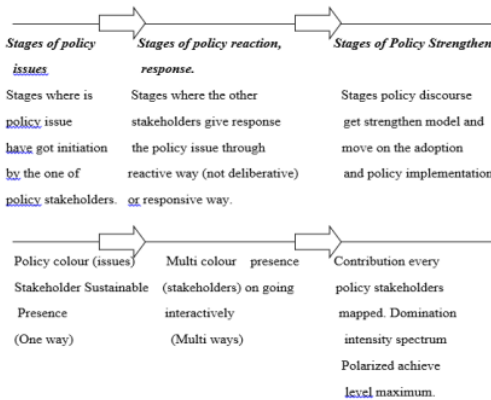 Stages of policy issues
Stages where is
policy issue
have got initiation
by the one of
policy stakeholders.
Stages of policy reaction,
response.
Stages where the other
stakeholders give response
the policy issue through
reactive way (not deliberative)
or responsive way.
Stages of Policy Strengthen
Stages policy discourse
get strengthen model and
move on the adoption
and policy implementation
Policy colour (issues)
Stakeholder Sustainable
Presence
(One way)
Multi colour presence
(stakeholders) on going
interactively
(Multi ways)
Contribution every
policy stakeholders
mapped. Domination
intensity spectrum
Polarized achieve
level maximum.